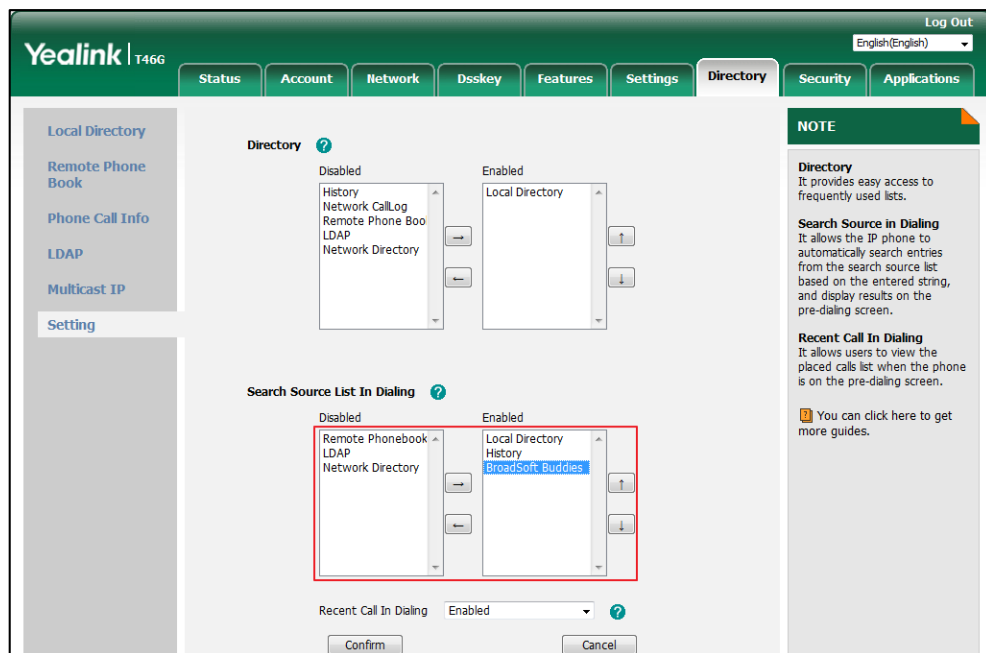 Log Out
English(English)
Yealink T46G
Status Account Network Dsskey Features Settings Directory Security Applications
Local Directory
Remote Phone
Book
Phone Call Info
LDAP
Multicast IP
Setting
Directory ?
Disabled Enabled
History
Network CallLog
Remote Phone Boo
LDAP
Network Directory
Local Directory
→
←
↑
↓
Search Source List In Dialing ?
Disabled Enabled
Remote Phonebook
LDAP
Network Directory
Local Directory
History
BroadSoft Buddies
→
←
↑
↓
Recent Call In Dialing Enabled ?
Confirm Cancel
NOTE
Directory
It provides easy access to
frequently used lists.
Search Source in Dialing
It allows the IP phone to
automatically search entries
from the search source list
based on the entered string,
and display results on the
pre-dialing screen.
Recent Call In Dialing
It allows users to view the
placed calls list when the phone
is on the pre-dialing screen.
? You can click here to get
more guides.